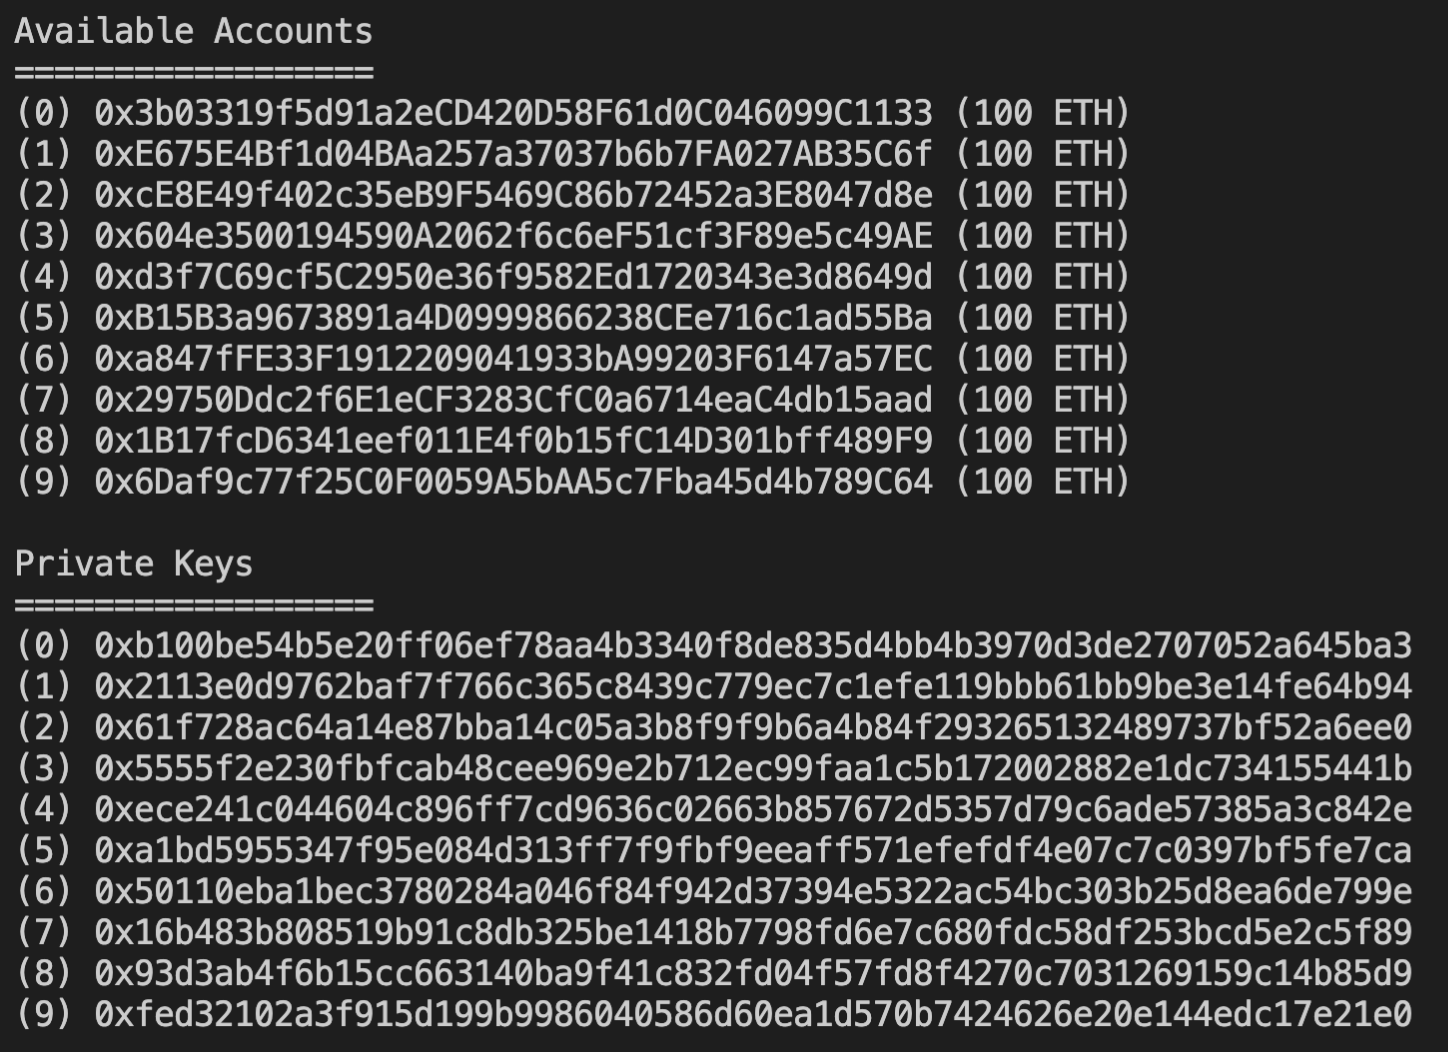 Available Accounts
==================
(0) 0x3b03319f5d91a2eCD420D58F61d0C046099C1133 (100 ETH)
(1) 0xE675E4Bf1d04BAa257a37037b6b7FA027AB35C6f (100 ETH)
(2) 0xcE8E49f402c35eB9F5469C86b72452a3E8047d8e (100 ETH)
(3) 0x604e3500194590A2062f6c6eF51cf3F89e5c49AE (100 ETH)
(4) 0xd3f7C69cf5C2950e36f9582Ed1720343e3d8649d (100 ETH)
(5) 0xB15B3a9673891a4D0999866238CEe716c1ad55Ba (100 ETH)
(6) 0xa847fFE33F1912209041933bA99203F6147a57EC (100 ETH)
(7) 0x29750Ddc2f6E1eCF3283CfC0a6714eaC4db15aad (100 ETH)
(8) 0x1B17fcD6341eef011E4f0b15fC14D301bff489F9 (100 ETH)
(9) 0x6Daf9c77f25C0F0059A5bAA5c7Fba45d4b789C64 (100 ETH)

Private Keys
==================
(0) 0xb100be54b5e20ff06ef78aa4b3340f8de835d4bb4b3970d3de2707052a645ba3
(1) 0x2113e0d9762baf7f766c365c8439c779ec7c1efe119bbb61bb9be3e14fe64b94
(2) 0x61f728ac64a14e87bba14c05a3b8f9f9b6a4b84f293265132489737bf52a6ee0
(3) 0x5555f2e230fbfcab48cee969e2b712ec99faa1c5b172002882e1dc734155441b
(4) 0xece241c044604c896ff7cd9636c02663b857672d5357d79c6ade57385a3c842e
(5) 0xa1bd5955347f95e084d313ff7f9fbf9eeaff571efefdf4e07c7c0397bf5fe7ca
(6) 0x50110eba1bec3780284a046f84f942d37394e5322ac54bc303b25d8ea6de799e
(7) 0x16b483b808519b91c8db325be1418b7798fd6e7c680fdc58df253bcd5e2c5f89
(8) 0x93d3ab4f6b15cc663140ba9f41c832fd04f57fd8f4270c7031269159c14b85d9
(9) 0xfed32102a3f915d199b9986040586d60ea1d570b7424626e20e144edc17e21e0